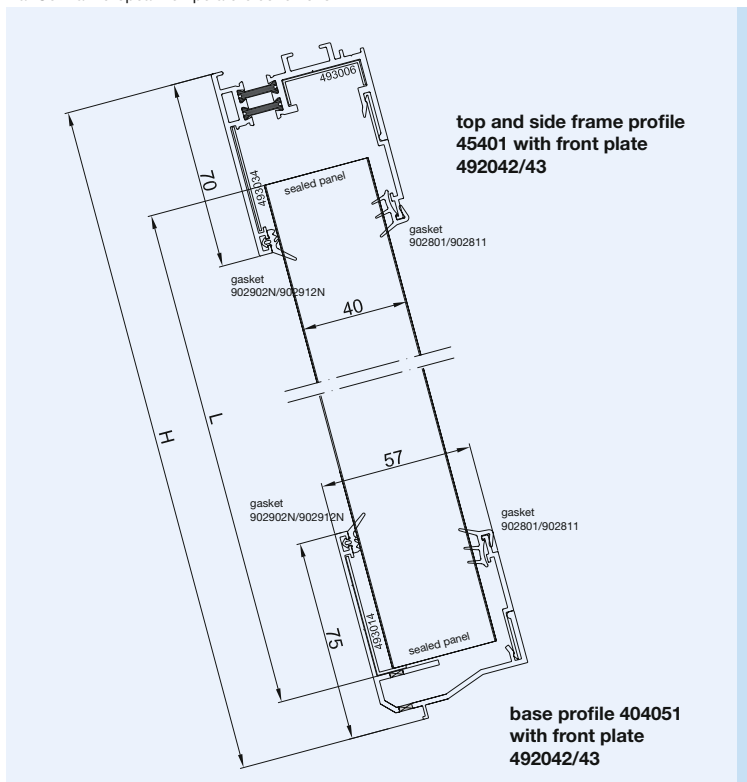 493006
top and side frame profile
45401 with front plate
492042/43
70
493034
sealed panel
gasket
902801/902811
gasket
902902N/902912N
40
L
H
57
gasket
902902N/902912N
gasket
902801/902811
75
493014
sealed panel
base profile 404051
with front plate
492042/43